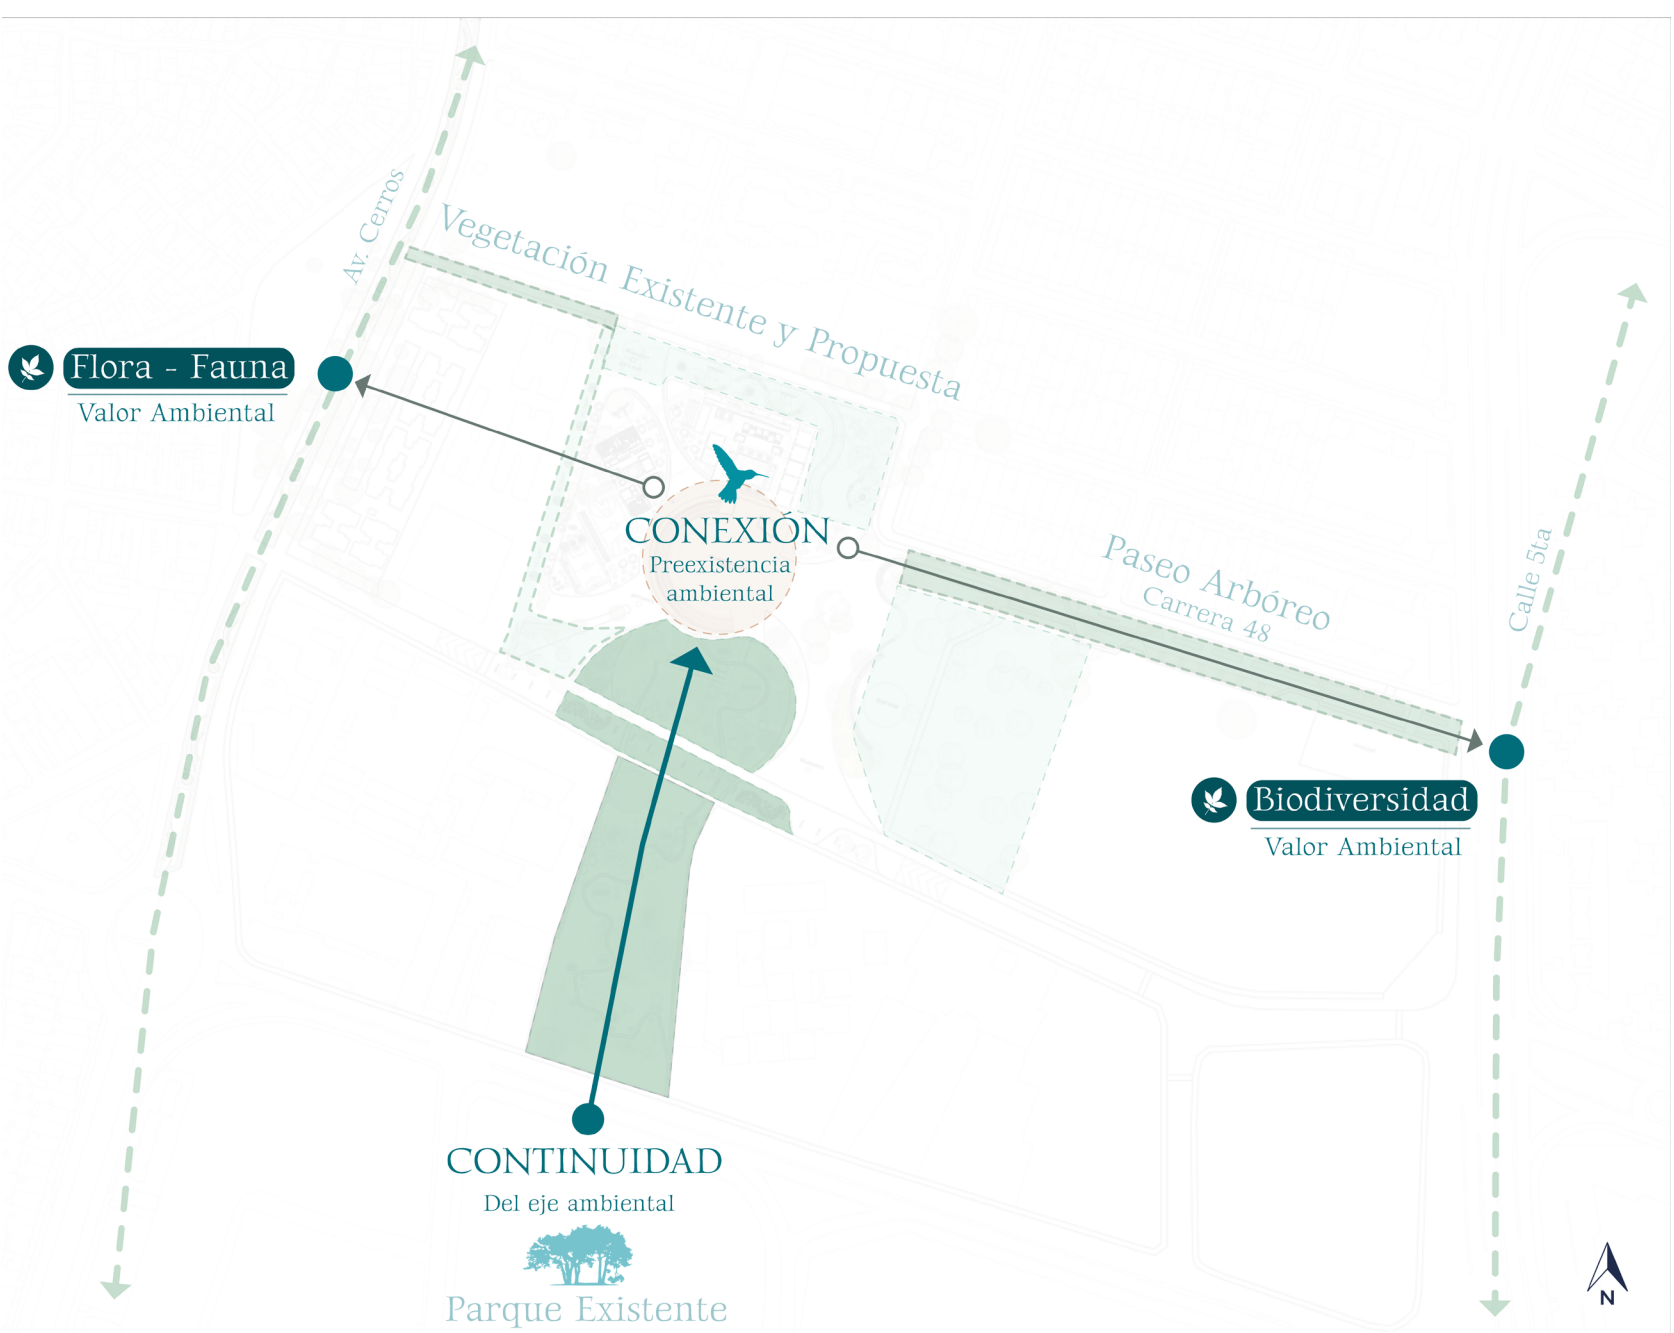 Av. Cerros
Vegetación Existente y Propuesta
Flora - Fauna
Valor Ambiental
CONEXIÓN
Preexistencia
ambiental
Paseo Arbóreo
Carrera 48
Calle 5ta
Biodiversidad
Valor Ambiental
CONTINUIDAD
Del eje ambiental
Parque Existente
N